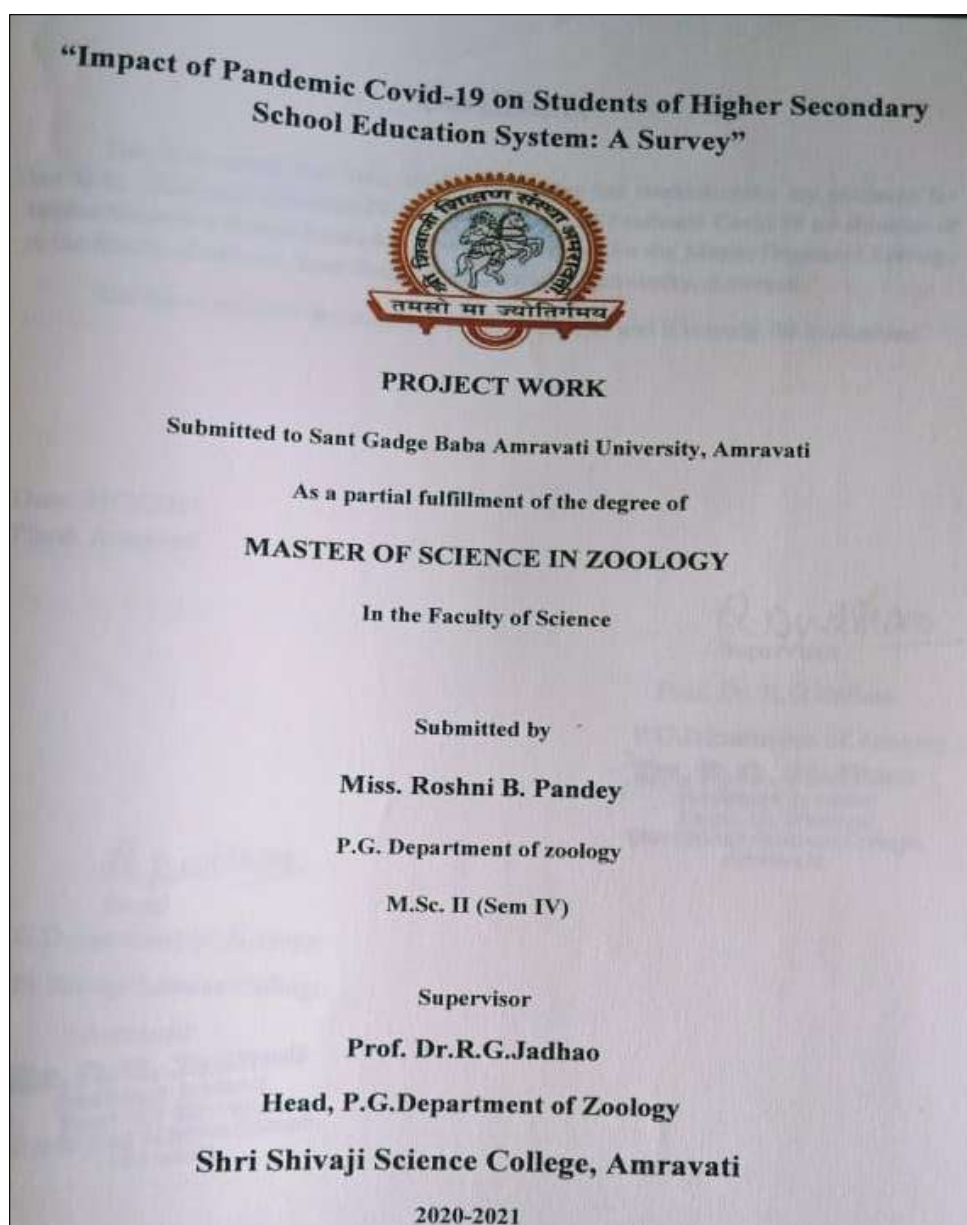 “Impact of Pandemic Covid-19 on Students of Higher Secondary
School Education System: A Survey”
श्री शिवाजी शिक्षण संस्था अमरावती
तमसो मा ज्योतिर्गमय
PROJECT WORK
Submitted to Sant Gadge Baba Amravati University, Amravati
As a partial fulfillment of the degree of
MASTER OF SCIENCE IN ZOOLOGY
In the Faculty of Science
Submitted by
Miss. Roshni B. Pandey
P.G. Department of zoology
M.Sc. II (Sem IV)
Supervisor
Prof. Dr.R.G.Jadhao
Head, P.G.Department of Zoology
Shri Shivaji Science College, Amravati
2020-2021